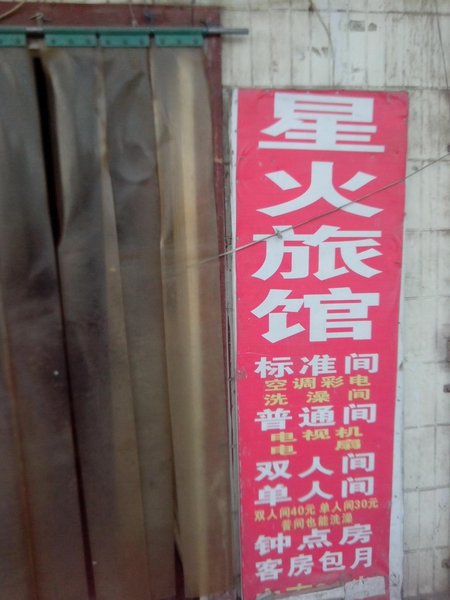 星火旅馆
标准间
空调彩电
洗澡间
普通间
电视机
电扇
双人间
单人间
双人间40元 单人间30元
普间也能洗澡
钟点房
客房包月